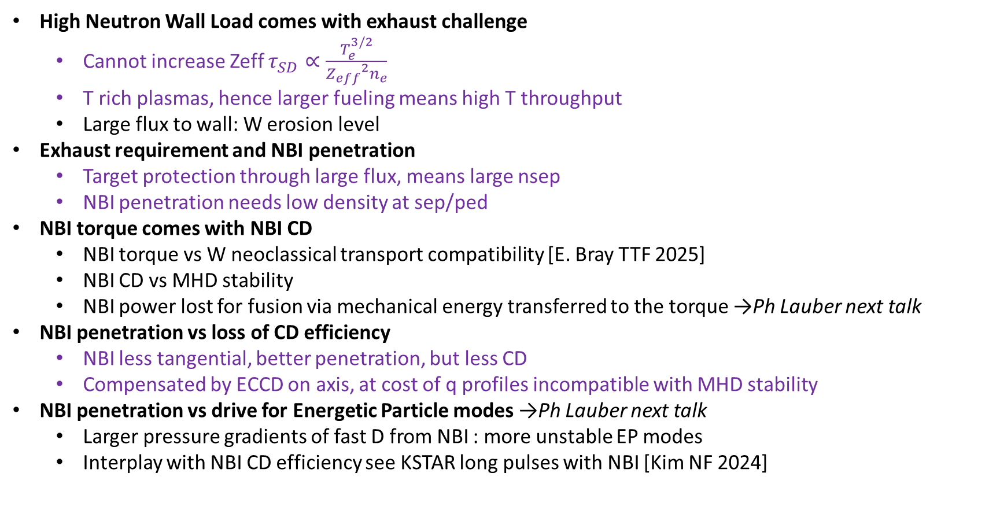 • High Neutron Wall Load comes with exhaust challenge
• Cannot increase Zeff τ_SD ∝ T_e^{3/2} / (Z_eff^2 n_e)
• T rich plasmas, hence larger fueling means high T throughput
• Large flux to wall: W erosion level
• Exhaust requirement and NBI penetration
• Target protection through large flux, means large nsep
• NBI penetration needs low density at sep/ped
• NBI torque comes with NBI CD
• NBI torque vs W neoclassical transport compatibility [E. Bray TTF 2025]
• NBI CD vs MHD stability
• NBI power lost for fusion via mechanical energy transferred to the torque →Ph Lauber next talk
• NBI penetration vs loss of CD efficiency
• NBI less tangential, better penetration, but less CD
• Compensated by ECCD on axis, at cost of q profiles incompatible with MHD stability
• NBI penetration vs drive for Energetic Particle modes →Ph Lauber next talk
• Larger pressure gradients of fast D from NBI : more unstable EP modes
• Interplay with NBI CD efficiency see KSTAR long pulses with NBI [Kim NF 2024]